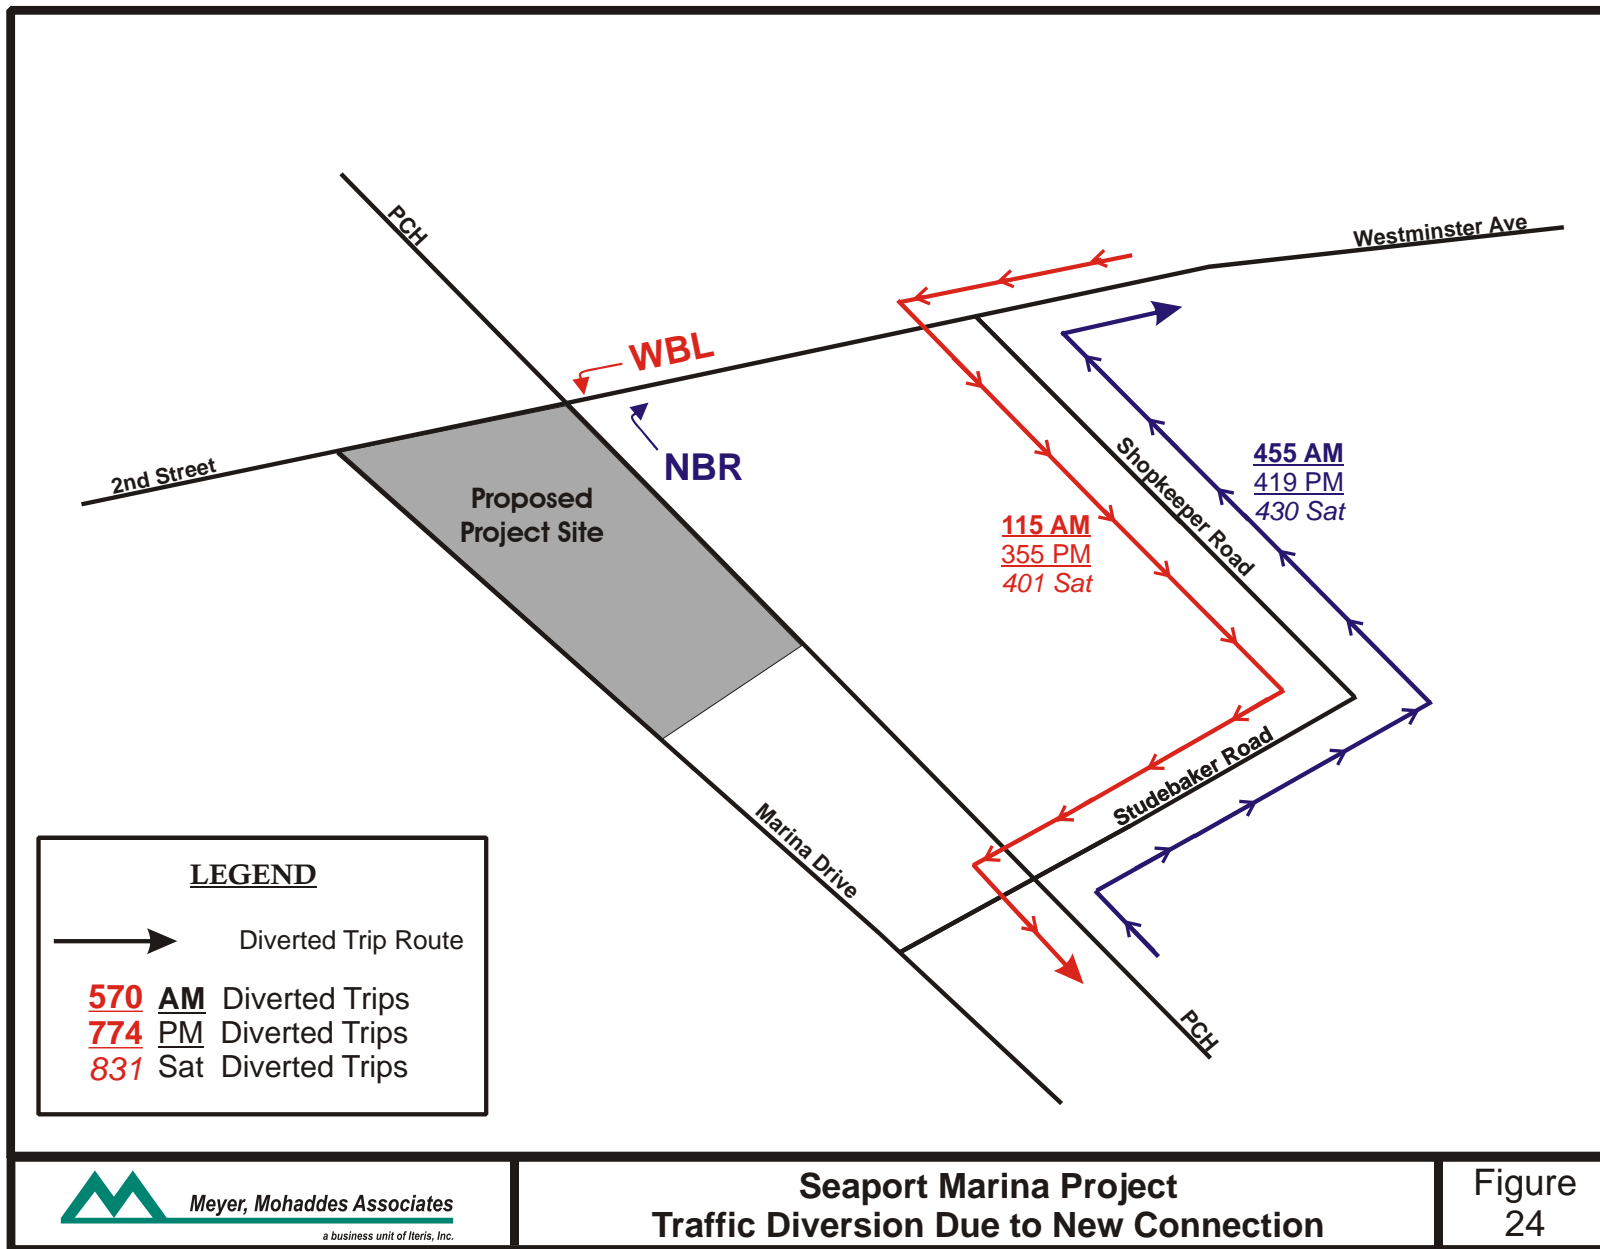 PCH
Westminster Ave
WBL
2nd Street
NBR
Proposed
Project Site
Shopkeeper Road
455 AM
419 PM
430 Sat
115 AM
355 PM
401 Sat
Studebaker Road
Marina Drive
PCH
LEGEND
Diverted Trip Route
570 AM Diverted Trips
774 PM Diverted Trips
831 Sat Diverted Trips
Meyer, Mohaddes Associates
a business unit of Iteris, Inc.
Seaport Marina Project
Traffic Diversion Due to New Connection
Figure
24